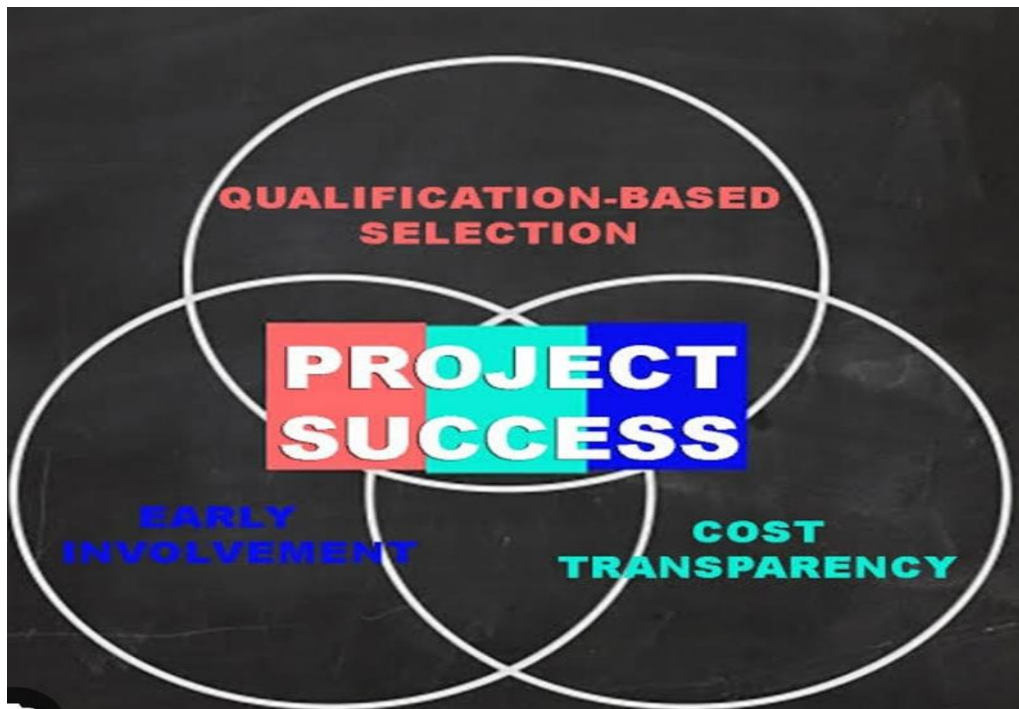 QUALIFICATION-BASED
SELECTION
PROJECT
SUCCESS
EARLY
INVOLVEMENT
COST
TRANSPARENCY